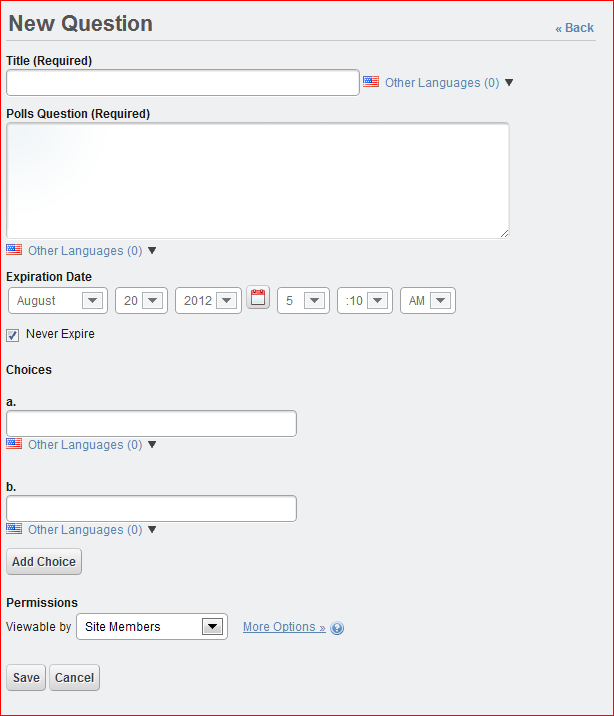 New Question
« Back
Title (Required)
Other Languages (0) ▼
Polls Question (Required)
Other Languages (0) ▼
Expiration Date
August 20 2012 5 :10 AM
Never Expire
Choices
a.
Other Languages (0) ▼
b.
Other Languages (0) ▼
Add Choice
Permissions
Viewable by Site Members More Options » ?
Save Cancel